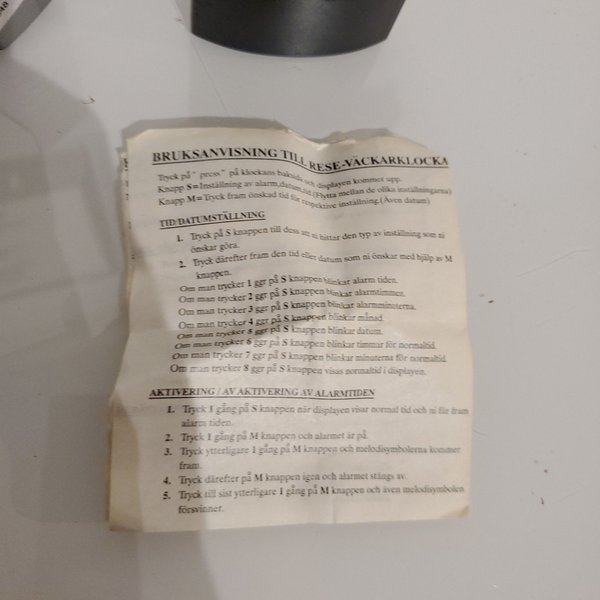 BRUKSANVISNING TILL RESE-VÄCKARKLOCKA
Tryck på" press" på klockans baksida och displayen kommer upp.
Knapp S=Inställning av alarm,datum,tid.(Flytta mellan de olika inställningarna)
Knapp M=Tryck fram önskad tid för respektive inställning.(Även datum)
TID/DATUMSTÄLLNING
1. Tryck på S knappen till dess att ni hittar den typ av inställning som ni
önskar göra.
2. Tryck därefter fram den tid eller datum som ni önskar med hjälp av M
knappen.
Om man trycker 1 ggr på S knappen blinkar alarm tiden.
Om man trycker 2 ggr på S knappen blinkar alarmtimmen.
Om man trycker 3 ggr på S knappen blinkar alarmminuterna.
Om man trycker 4 ggr på S knappen blinkar månad.
Om man trycker 5 ggr på S knappen blinkar datum.
Om man trycker 6 ggr på S knappen blinkar timmar för normaltid.
Om man trycker 7 ggr på S knappen blinkar minuterna för normaltid.
Om man trycker 8 ggr på S knappen visas normaltid i displayen.
AKTIVERING / AV AKTIVERING AV ALARMTIDEN
1. Tryck 1 gång på S knappen när displayen visar normal tid och ni får fram
alarm tiden.
2. Tryck 1 gång på M knappen och alarmet är på.
3. Tryck ytterligare 1 gång på M knappen och melodisymbolerna kommer
fram.
4. Tryck därefter på M knappen igen och alarmet stängs av.
5. Tryck till sist ytterligare 1 gång på M knappen och även melodisymbolen
försvinner.